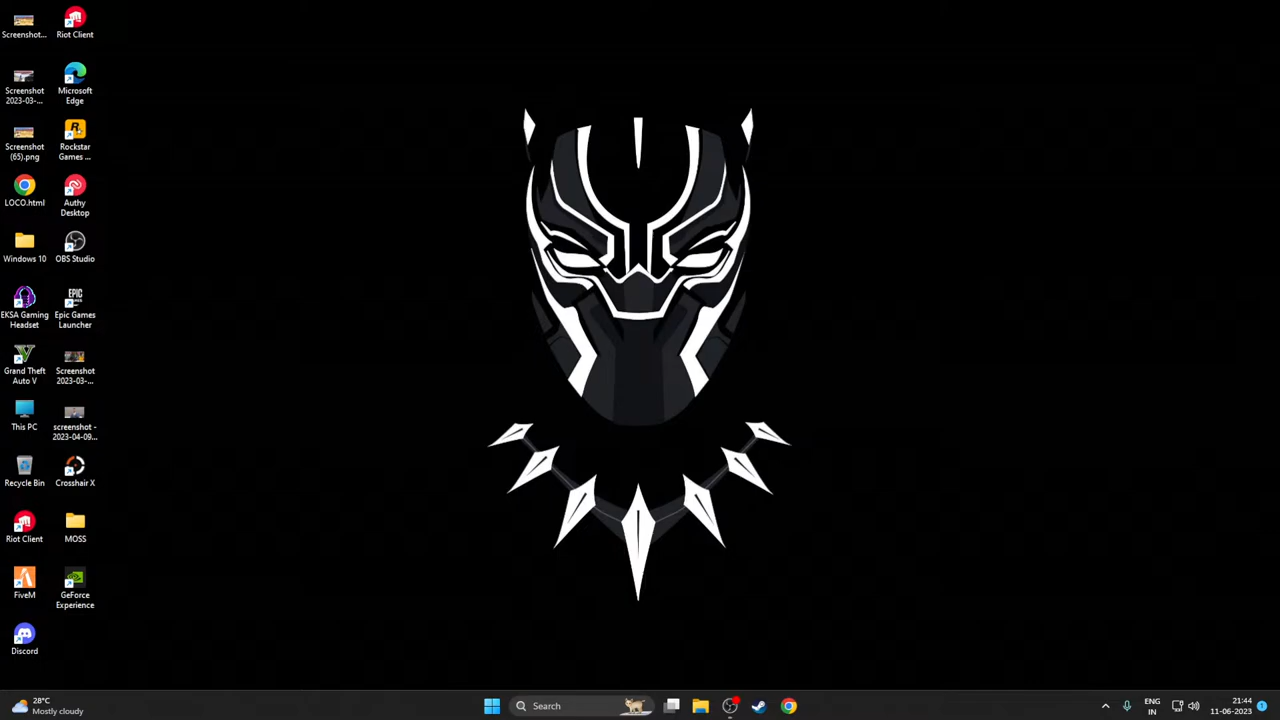 Screenshot...
Riot Client
Screenshot
2023-03-...
Microsoft
Edge
Screenshot
(65).png
Rockstar
Games ...
LOCO.html
Authy
Desktop
Windows 10
OBS Studio
EKSA Gaming
Headset
EPIC
GAMES
Epic Games
Launcher
Grand Theft
Auto V
Screenshot
2023-03-...
This PC
screenshot -
2023-04-09...
Recycle Bin
Crosshair X
Riot Client
MOSS
FiveM
GeForce
Experience
Discord
28°C
Mostly cloudy
Search
ENG
IN
21:44
11-06-2023
1